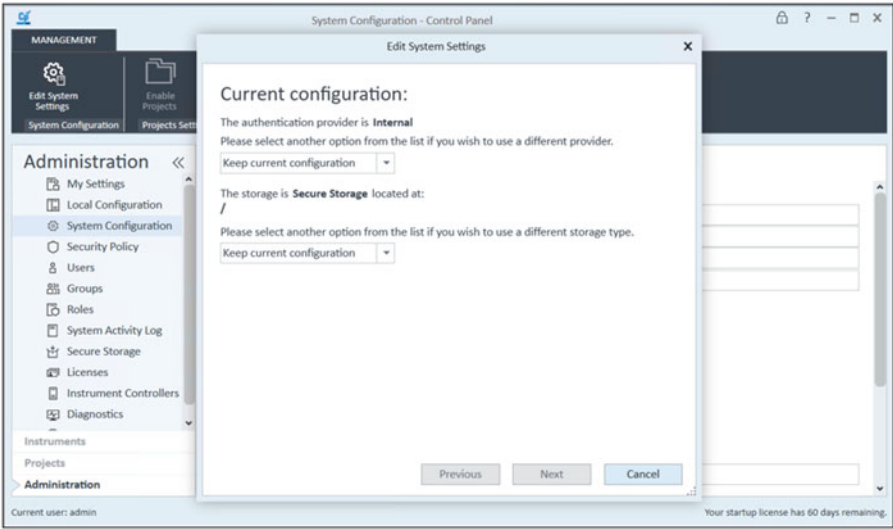 System Configuration - Control Panel
?
MANAGEMENT
Edit System Settings
X
Edit System
Settings
Enable
Projects
System Configuration
Projects Sett
Current configuration:
The authentication provider is Internal
Please select another option from the list if you wish to use a different provider.
Keep current configuration
The storage is Secure Storage located at:
/
Please select another option from the list if you wish to use a different storage type.
Keep current configuration
Administration
My Settings
Local Configuration
System Configuration
Security Policy
Users
Groups
Roles
System Activity Log
Secure Storage
Licenses
Instrument Controllers
Diagnostics
Instruments
Projects
Administration
Previous
Next
Cancel
Current user: admin
Your startup license has 60 days remaining.